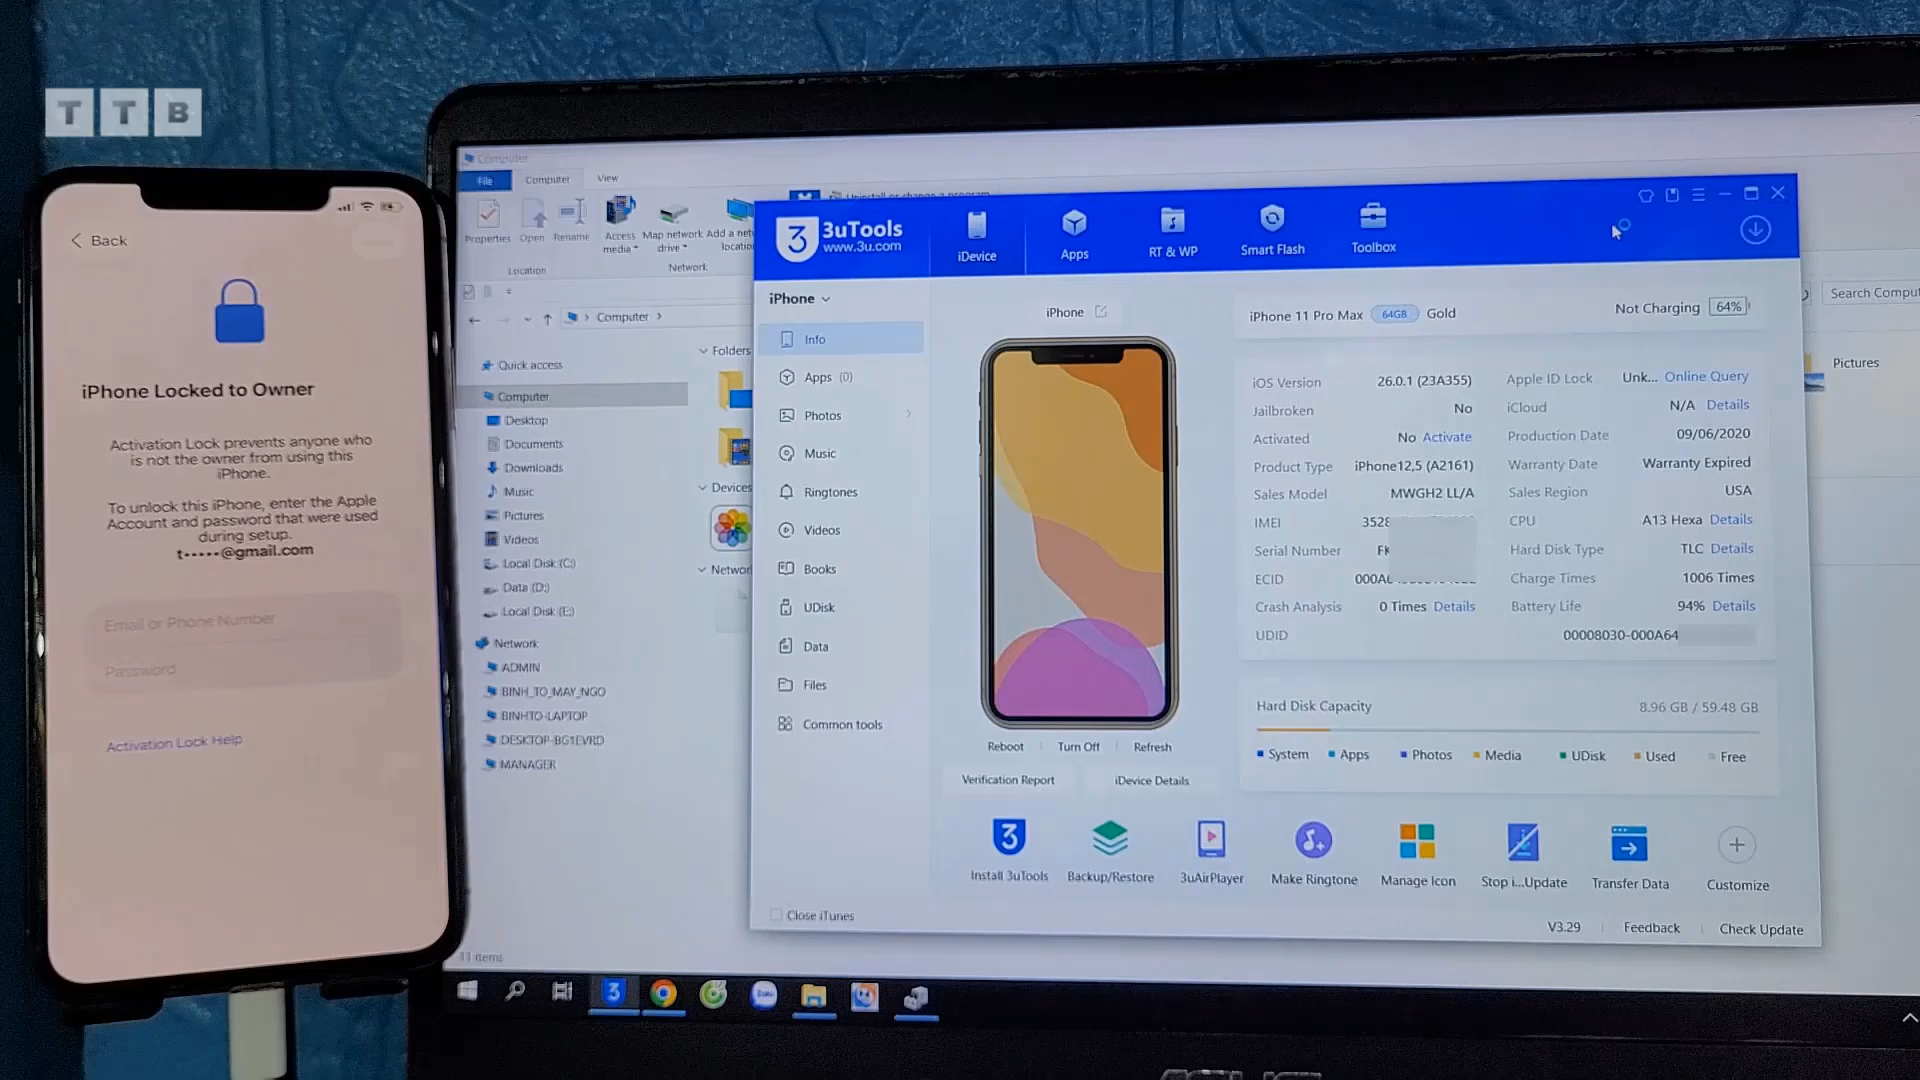 TTB
Back
iPhone Locked to Owner
Activation Lock prevents anyone who
is not the owner from using this
iPhone.
To unlock this iPhone, enter the Apple
Account and password that were used
during setup.
t•••••@gmail.com
Email or Phone Number
Password
Activation Lock Help
Computer
File
Computer
View
Properties
Open
Rename
Access media
Map network drive
Location
Network
Computer
Search Compu
Quick access
Computer
Desktop
Documents
Downloads
Music
Pictures
Videos
Local Disk (C:)
Data (D:)
Local Disk (E:)
Network
ADMIN
BINH_TO_MAY_NGO
BINHTO-LAPTOP
DESKTOP-BG1EVRD
MANAGER
11 items
Folders
Devices
Pictures
3uTools
www.3u.com
iDevice
Apps
RT & WP
Smart Flash
Toolbox
iPhone
Info
Apps (0)
Photos
Music
Ringtones
Videos
Books
UDisk
Data
Files
Common tools
Close iTunes
iPhone
Reboot
Turn Off
Refresh
Verification Report
iDevice Details
iPhone 11 Pro Max 64GB Gold
Not Charging 64%
iOS Version 26.0.1 (23A355)
Apple ID Lock Unk... Online Query
Jailbroken No
iCloud N/A Details
Activated No Activate
Production Date 09/06/2020
Product Type iPhone12,5 (A2161)
Warranty Date Warranty Expired
Sales Model MWGH2 LL/A
Sales Region USA
IMEI 3528
CPU A13 Hexa Details
Serial Number FK
Hard Disk Type TLC Details
ECID
Charge Times 1006 Times
Crash Analysis 0 Times Details
Battery Life 94% Details
UDID 00008030-000A64
Hard Disk Capacity 8.96 GB / 59.48 GB
System Apps Photos Media UDisk Used Free
Install 3uTools
Backup/Restore
3uAirPlayer
Make Ringtone
Manage Icon
Stop i...Update
Transfer Data
Customize
V3.29
Feedback
Check Update